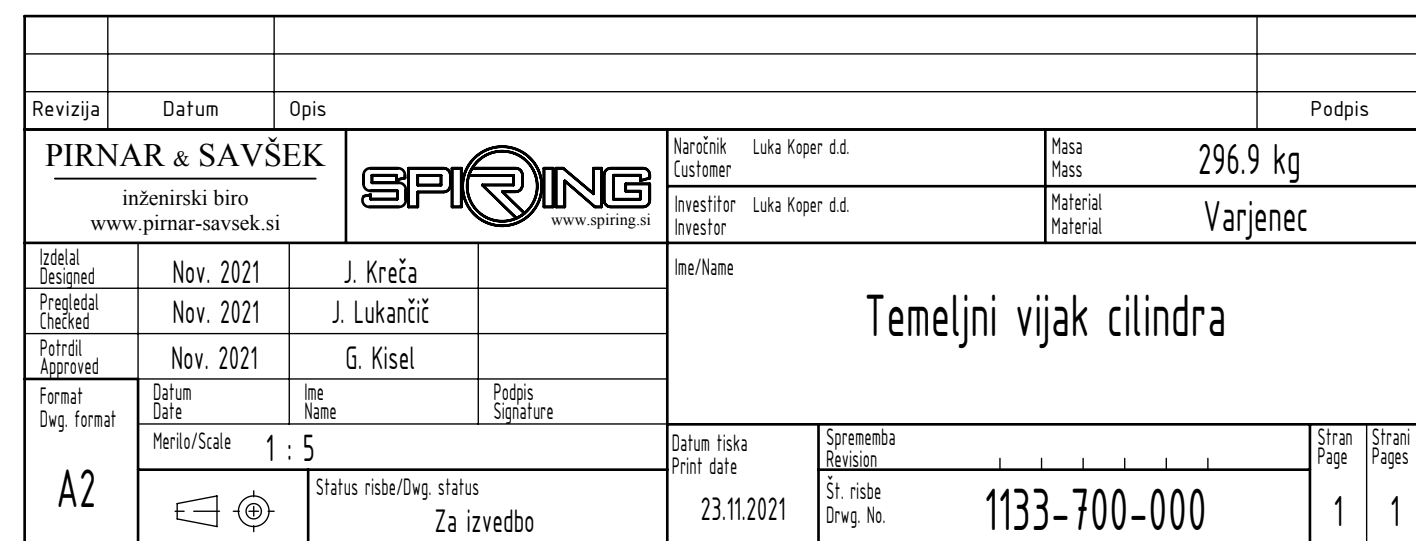 Revizija Datum Opis Podpis
PIRNAR & SAVŠEK
inženirski biro
www.pirnar-savsek.si
SPIRING
www.spiring.si
Naročnik Luka Koper d.d.
Customer
Masa
Mass
296.9 kg
Investitor Luka Koper d.d.
Investor
Material
Material
Varjenec
Izdelal
Designed
Nov. 2021 J. Kreča
Pregledal
Checked
Nov. 2021 J. Lukančič
Potrdil
Approved
Nov. 2021 G. Kisel
Ime/Name
Temeljni vijak cilindra
Format
Dwg. format
A2
Datum
Date
Ime
Name
Podpis
Signature
Merilo/Scale 1 : 5
Status risbe/Dwg. status
Za izvedbo
Datum tiska
Print date
23.11.2021
Sprememba
Revision
Št. risbe
Drwg. No.
1133-700-000
Stran
Page
1
Strani
Pages
1